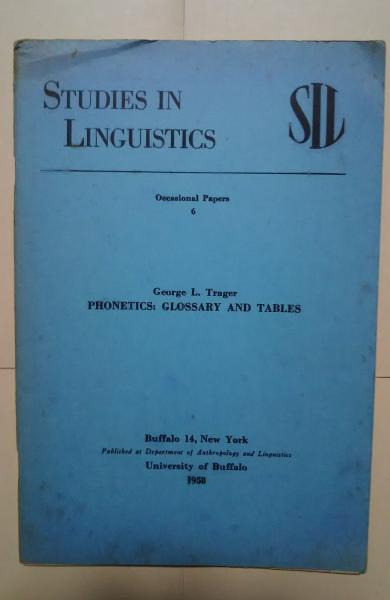 STUDIES IN
LINGUISTICS
SIL
Occasional Papers
6
George L. Trager
PHONETICS: GLOSSARY AND TABLES
Buffalo 14, New York
Published at Department of Anthropology and Linguistics
University of Buffalo
1958